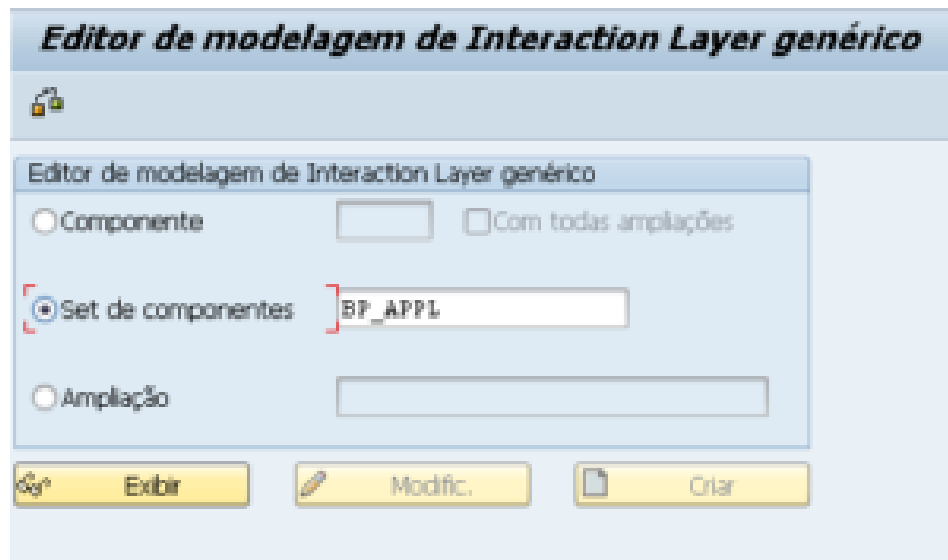 Editor de modelagem de Interaction Layer genérico
Editor de modelagem de Interaction Layer genérico
Componente Com todas ampliações
Set de componentes BP_APPL
Ampliação
Exibir Modific. Criar